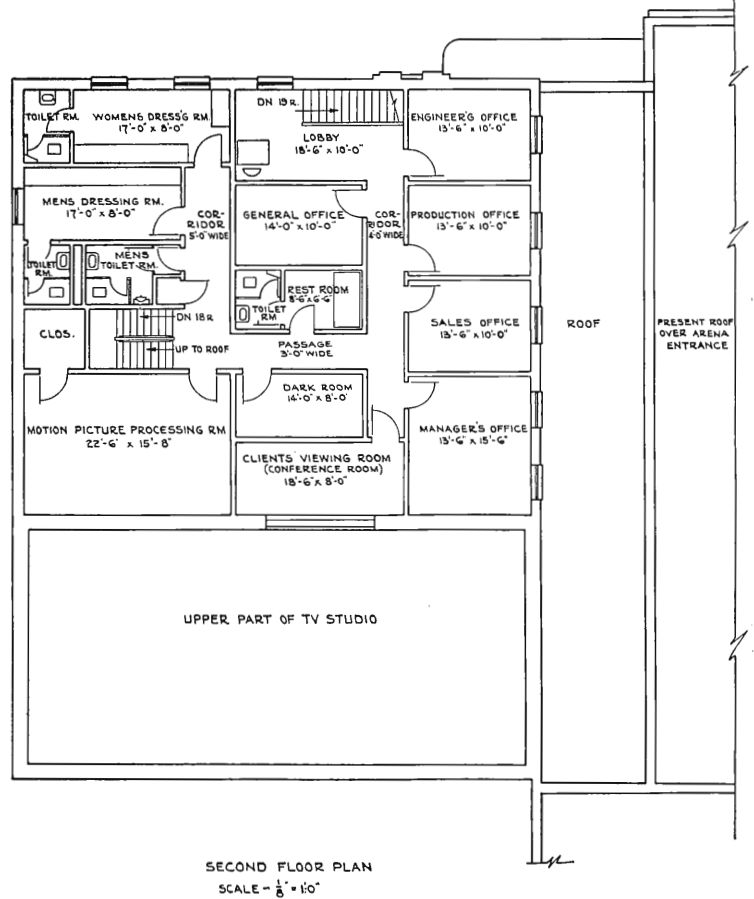 TOILET RM.
WOMENS DRESS'G RM.
17'-0" x 8'-0"
DN 19 R.
LOBBY
18'-6" x 10'-0"
ENGINEER'S OFFICE
13'-6" x 10'-0"
MENS DRESSING RM.
17'-0" x 8'-0"
COR-
RIDOR
5'-0" WIDE
GENERAL OFFICE
14'-0" x 10'-0"
COR-
RIDOR
4'-0" WIDE
PRODUCTION OFFICE
13'-6" x 10'-0"
TOILET
RM.
MENS
TOILET RM.
REST ROOM
8'-6" x 6'-6"
TOILET
RM
DN 18 R
UP TO ROOF
CLOS.
PASSAGE
3'-0" WIDE
SALES OFFICE
13'-6" x 10'-0"
ROOF
PRESENT ROOF
OVER ARENA
ENTRANCE
DARK ROOM
14'-0" x 8'-0"
MOTION PICTURE PROCESSING RM
22'-6" x 15'-8"
CLIENTS' VIEWING ROOM
(CONFERENCE ROOM)
18'-6" x 8'-0"
MANAGER'S OFFICE
13'-6" x 15'-6"
UPPER PART OF TV STUDIO
SECOND FLOOR PLAN
SCALE - 1/8" = 1'-0"